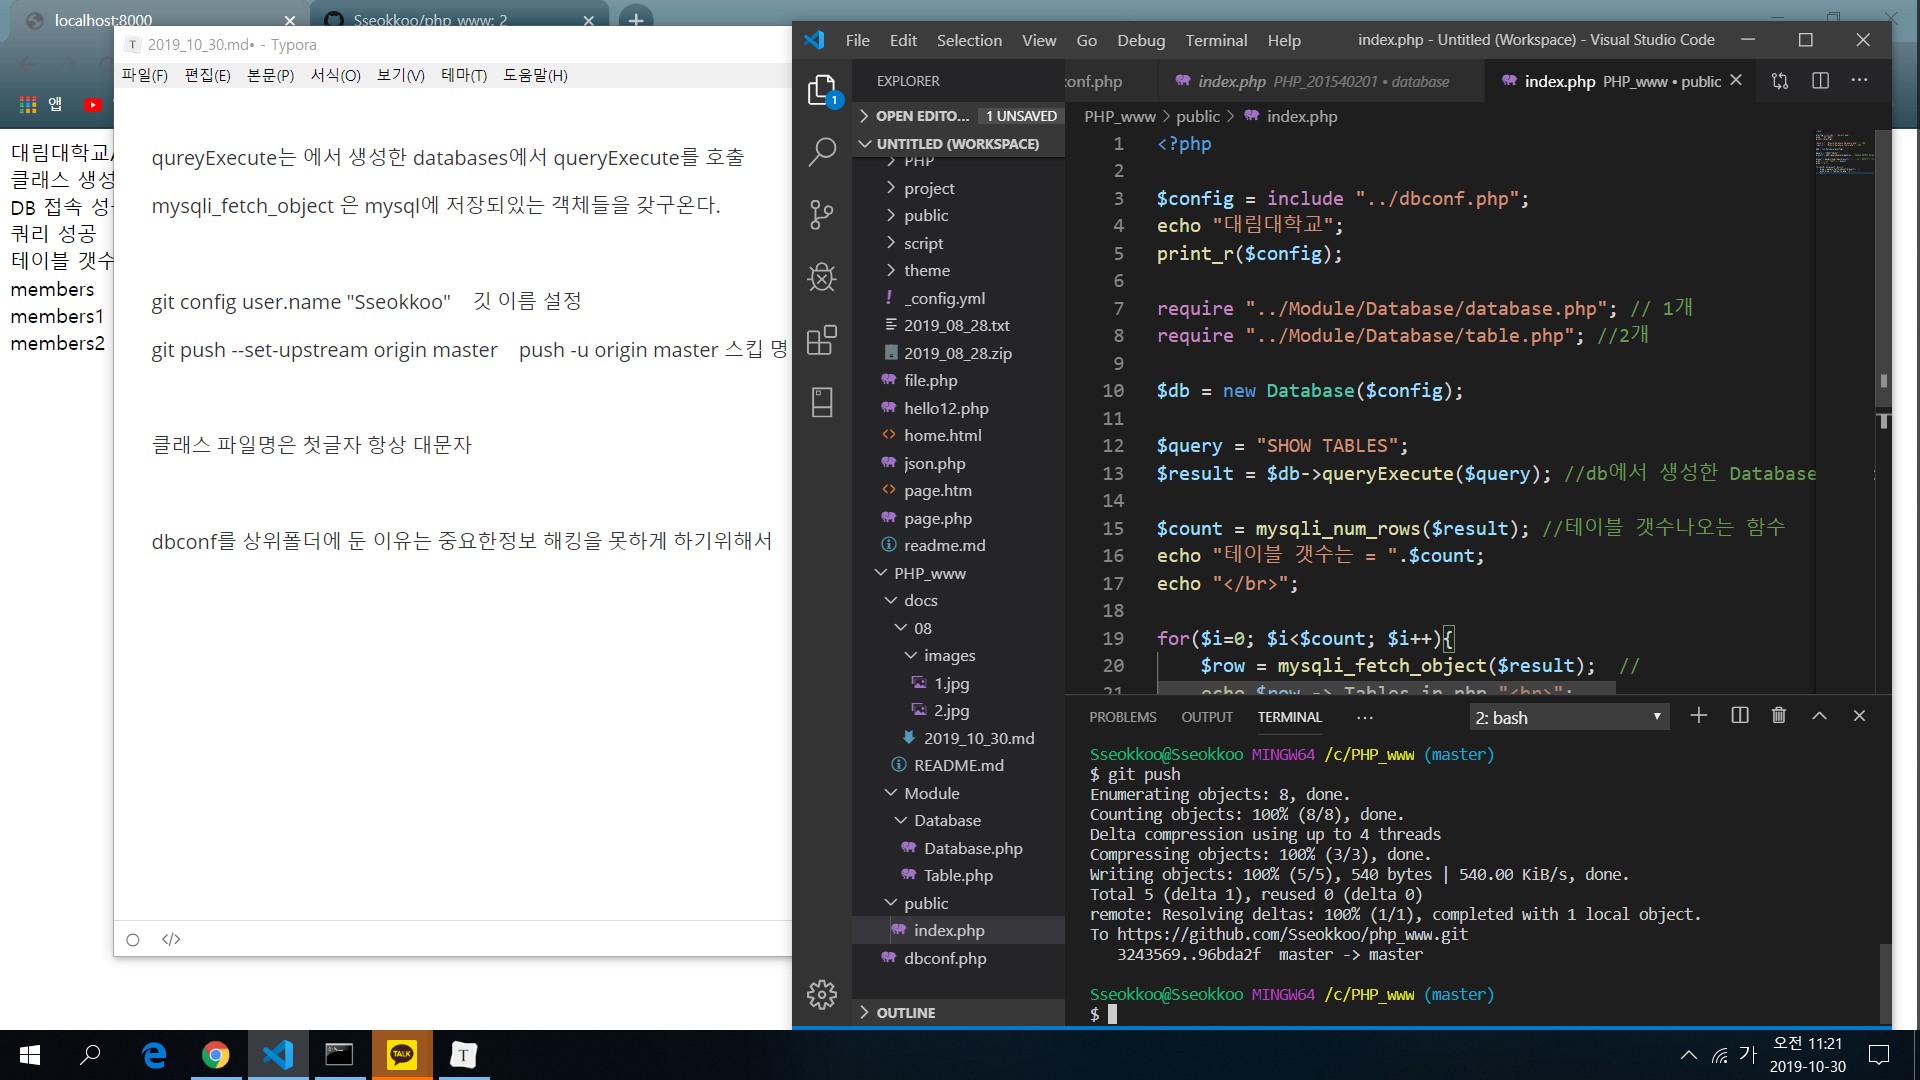 localhost:8000
Sseokkoo/php_www: 2
앱
대림대학교
클래스 생성
DB 접속 성
쿼리 성공
테이블 갯수
members
members1
members2
2019_10_30.md• - Typora
파일(F) 편집(E) 본문(P) 서식(O) 보기(V) 테마(T) 도움말(H)
qureyExecute는 에서 생성한 databases에서 queryExecute를 호출
mysqli_fetch_object 은 mysql에 저장되있는 객체들을 갖구온다.
git config user.name "Sseokkoo" 깃 이름 설정
git push --set-upstream origin master push -u origin master 스킵 명
클래스 파일명은 첫글자 항상 대문자
dbconf를 상위폴더에 둔 이유는 중요한정보 해킹을 못하게 하기위해서
</>
File Edit Selection View Go Debug Terminal Help
index.php - Untitled (Workspace) - Visual Studio Code
1
EXPLORER
OPEN EDITO... 1 UNSAVED
UNTITLED (WORKSPACE)
PHP
project
public
script
theme
! _config.yml
2019_08_28.txt
2019_08_28.zip
file.php
hello12.php
<> home.html
json.php
<> page.htm
page.php
readme.md
PHP_www
docs
08
images
1.jpg
2.jpg
2019_10_30.md
README.md
Module
Database
Database.php
Table.php
public
index.php
dbconf.php
OUTLINE
onf.php
index.php PHP_201540201 • database
index.php PHP_www • public
PHP_www > public > index.php
1 <?php
2
3 $config = include "../dbconf.php";
4 echo "대림대학교";
5 print_r($config);
6
7 require "../Module/Database/database.php"; // 1개
8 require "../Module/Database/table.php"; //2개
9
10 $db = new Database($config);
11
12 $query = "SHOW TABLES";
13 $result = $db->queryExecute($query); //db에서 생성한 Database
14
15 $count = mysqli_num_rows($result); //테이블 갯수나오는 함수
16 echo "테이블 갯수는 = ".$count;
17 echo "</br>";
18
19 for($i=0; $i<$count; $i++){
20 $row = mysqli_fetch_object($result); //
21 echo $row -> Tables_in_php."<br>";
PROBLEMS OUTPUT TERMINAL ...
2: bash
Sseokkoo@Sseokkoo MINGW64 /c/PHP_www (master)
$ git push
Enumerating objects: 8, done.
Counting objects: 100% (8/8), done.
Delta compression using up to 4 threads
Compressing objects: 100% (3/3), done.
Writing objects: 100% (5/5), 540 bytes | 540.00 KiB/s, done.
Total 5 (delta 1), reused 0 (delta 0)
remote: Resolving deltas: 100% (1/1), completed with 1 local object.
To https://github.com/Sseokkoo/php_www.git
3243569..96bda2f master -> master
Sseokkoo@Sseokkoo MINGW64 /c/PHP_www (master)
$
TALK
T
가
오전 11:21
2019-10-30